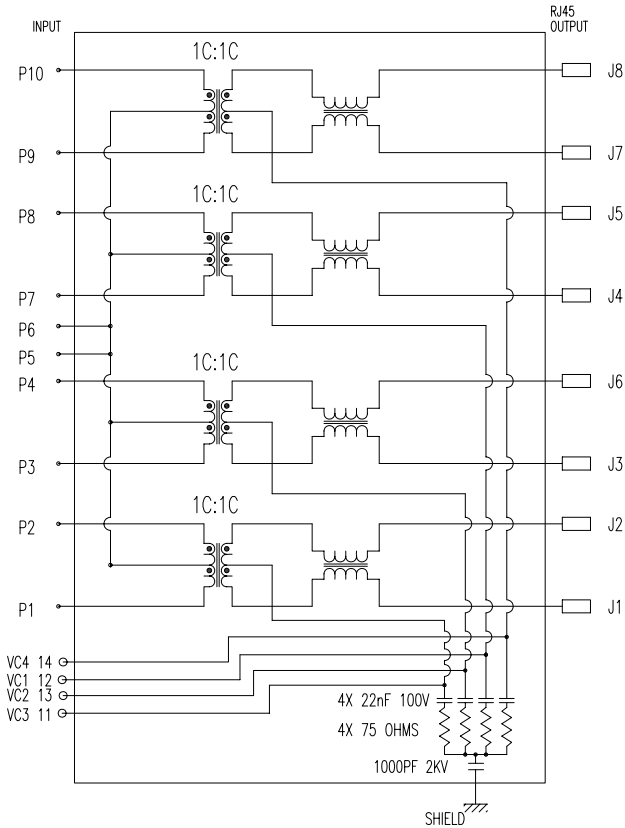 INPUT
RJ45
OUTPUT
1C:1C
P10
J8
P9
J7
1C:1C
P8
J5
P7
J4
P6
P5
1C:1C
P4
J6
P3
J3
1C:1C
P2
J2
P1
J1
VC4 14
VC1 12
VC2 13
VC3 11
4X 22nF 100V
4X 75 OHMS
1000PF 2KV
SHIELD